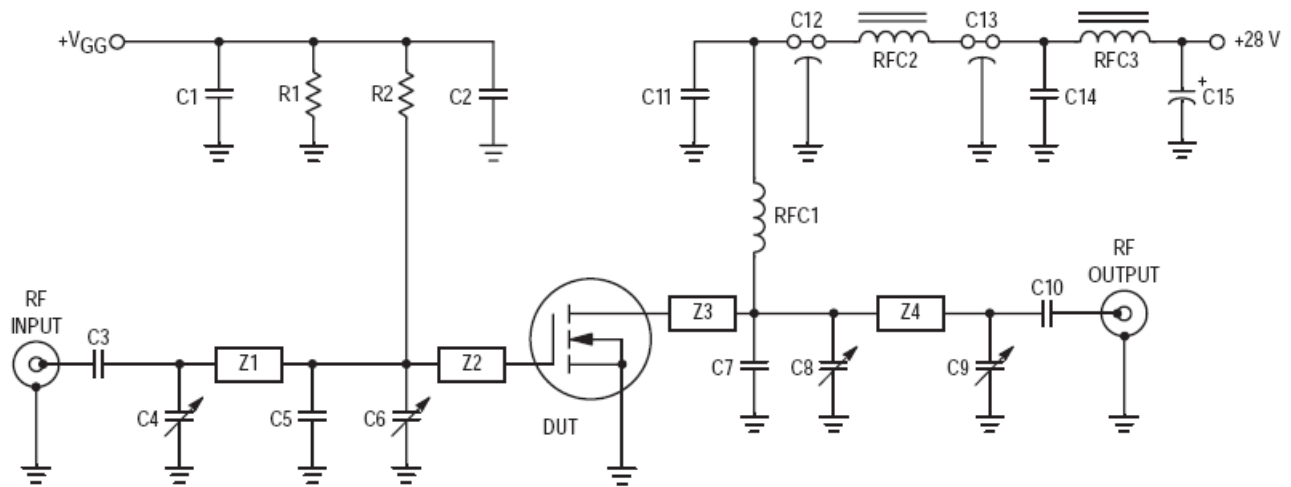 +VGG
C1
R1
R2
C2
C11
C12
RFC2
C13
C14
RFC3
+28 V
+
C15
RFC1
RF
INPUT
C3
C4
Z1
C5
C6
Z2
DUT
Z3
C7
C8
Z4
C9
C10
RF
OUTPUT